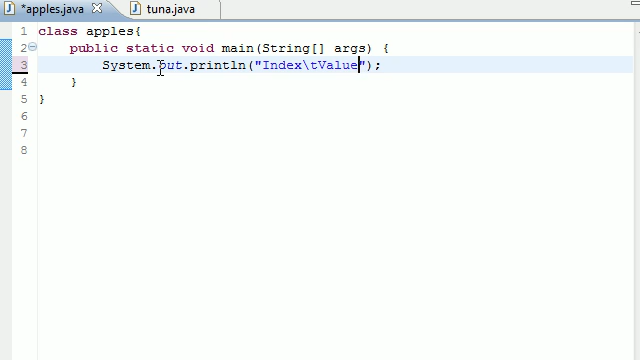 *apples.java tuna.java
1 class apples{
2 public static void main(String[] args) {
3 System.out.println("Index\tValue");
4 }
5 }
6
7
8